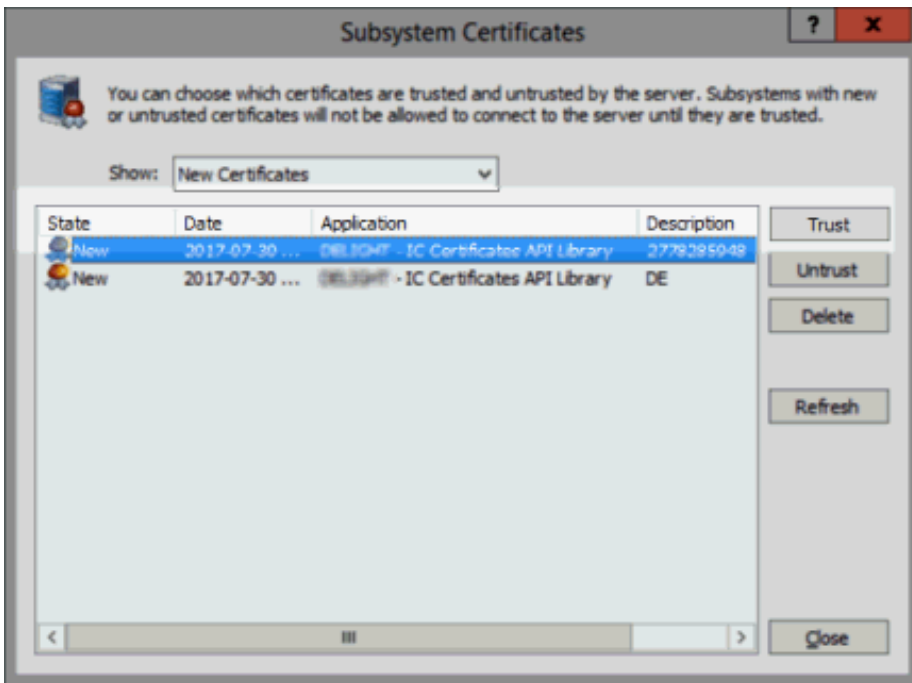 Subsystem Certificates
? x
You can choose which certificates are trusted and untrusted by the server. Subsystems with new
or untrusted certificates will not be allowed to connect to the server until they are trusted.
Show: New Certificates
State Date Application Description Trust
New 2017-07-30 ... - IC Certificates API Library 2778285948
Untrust
New 2017-07-30 ... - IC Certificates API Library DE
Delete
Refresh
Close